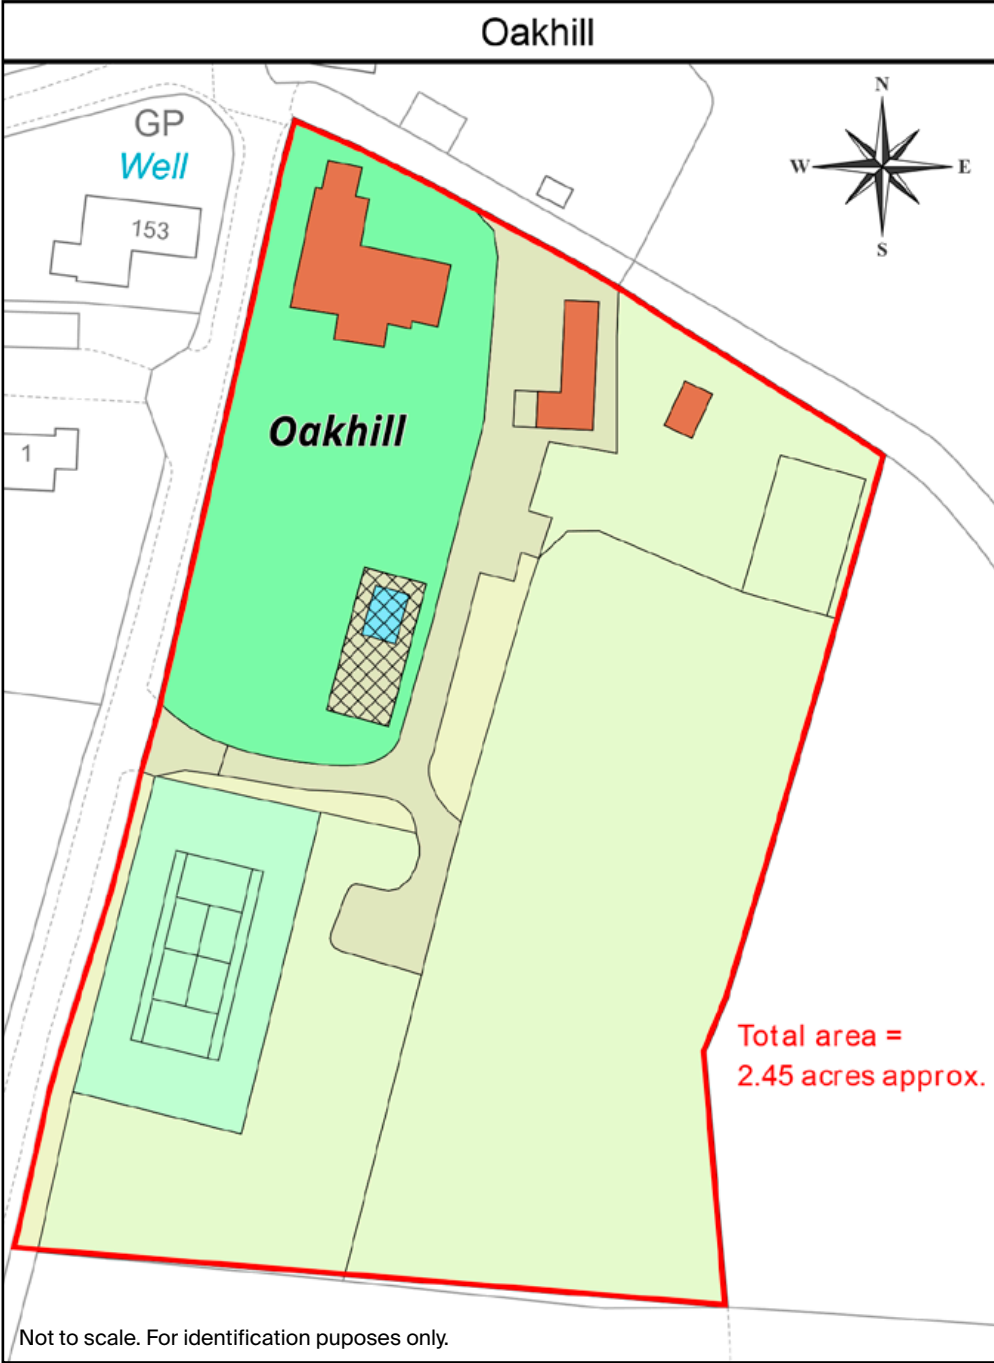 Oakhill
N
W E
S
GP
Well
153
1
Oakhill
Total area =
2.45 acres approx.
Not to scale. For identification puposes only.